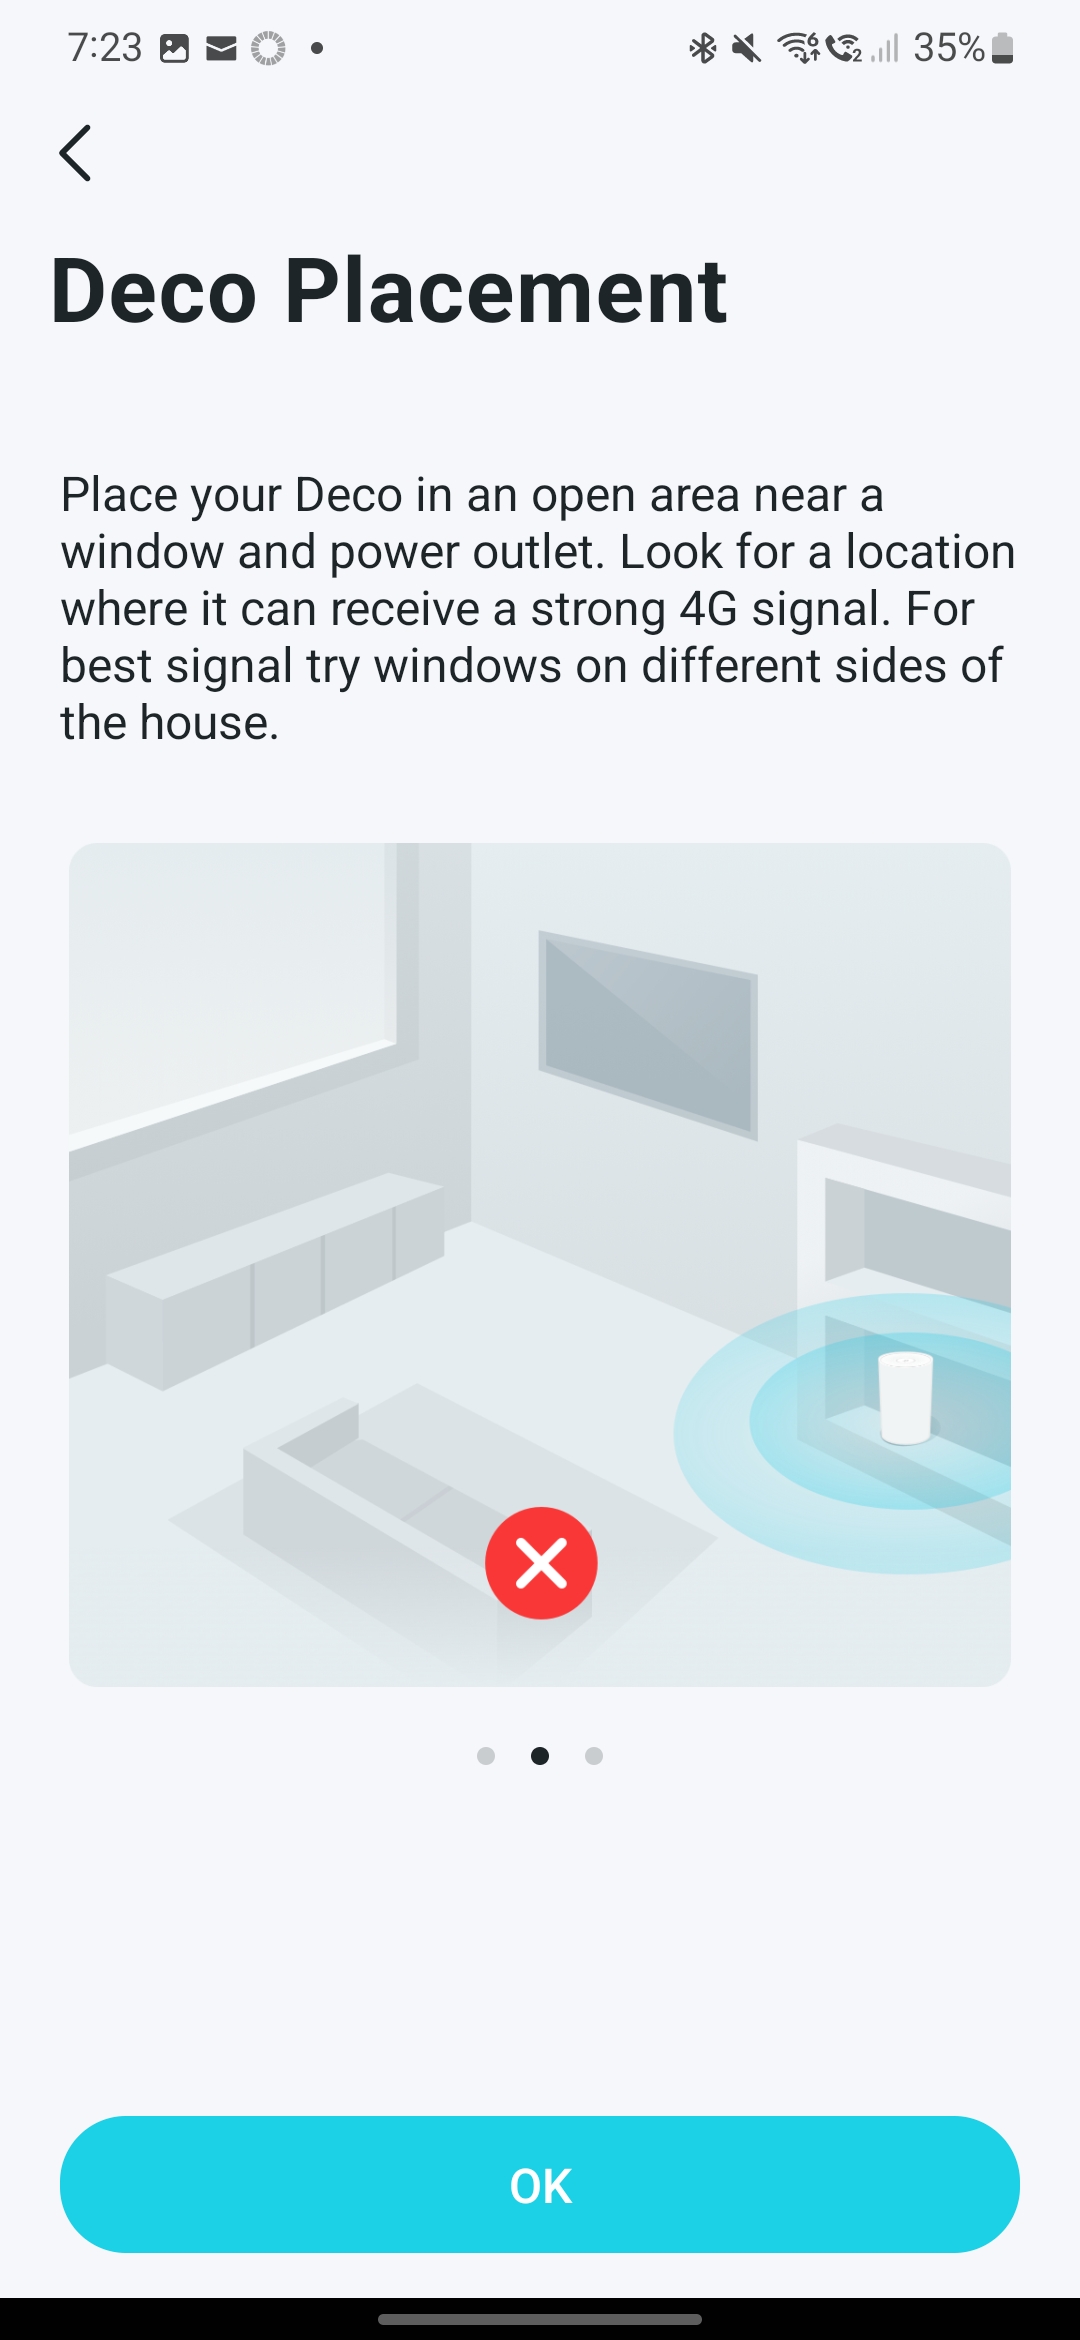 7:23 35%
Deco Placement
Place your Deco in an open area near a
window and power outlet. Look for a location
where it can receive a strong 4G signal. For
best signal try windows on different sides of
the house.
OK